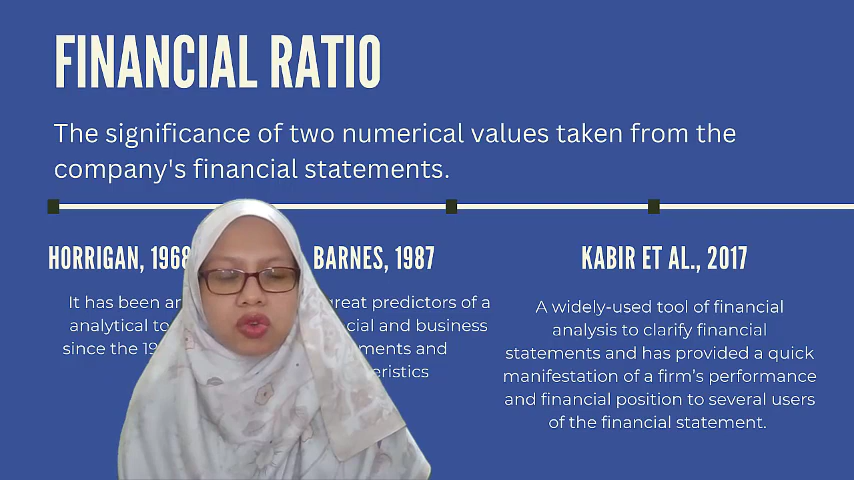 FINANCIAL RATIO
The significance of two numerical values taken from the
company's financial statements.
HORRIGAN, 1968
It has been an
analytical to
since the 19
BARNES, 1987
great predictors of a
cial and business
ments and
eristics
KABIR ET AL., 2017
A widely-used tool of financial
analysis to clarify financial
statements and has provided a quick
manifestation of a firm's performance
and financial position to several users
of the financial statement.